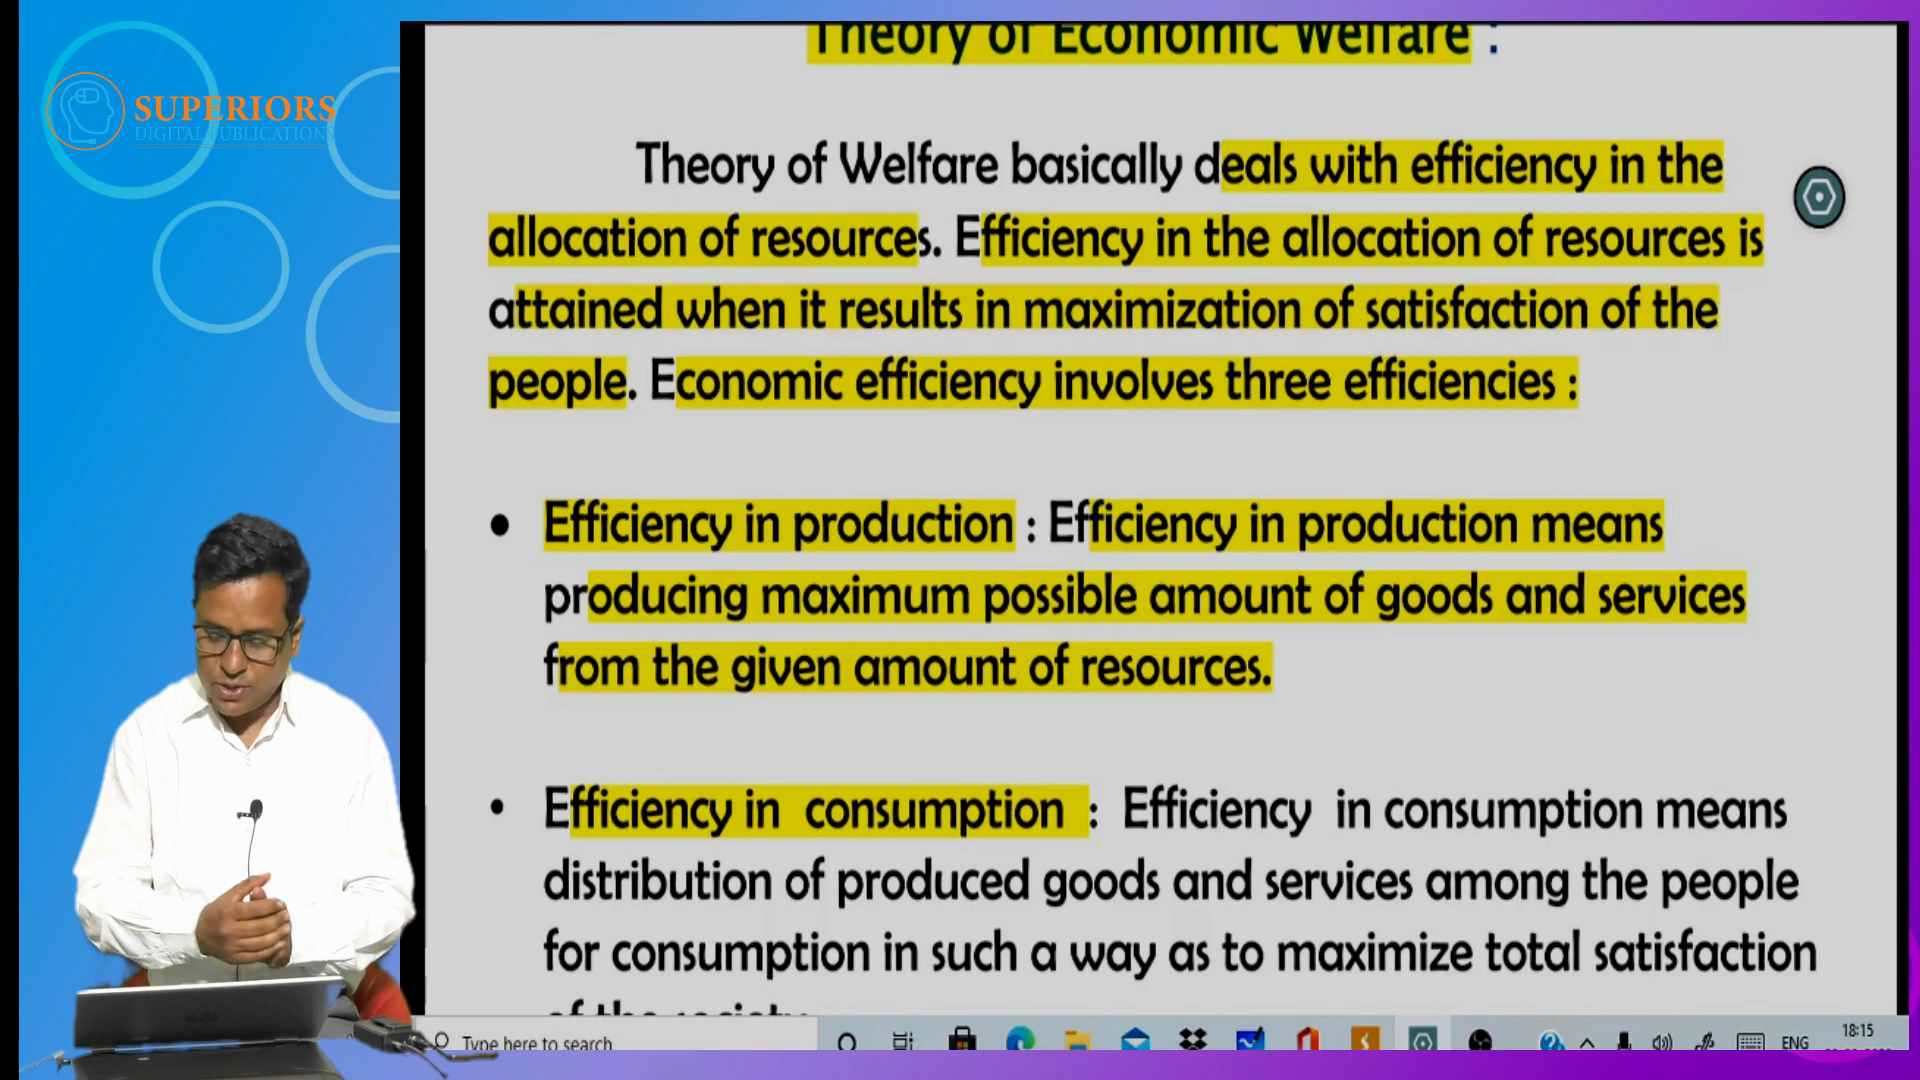 SUPERIORS
DIGITAL PUBLICATIONS
Theory of Economic Welfare :
Theory of Welfare basically deals with efficiency in the
allocation of resources. Efficiency in the allocation of resources is
attained when it results in maximization of satisfaction of the
people. Economic efficiency involves three efficiencies :
• Efficiency in production : Efficiency in production means
producing maximum possible amount of goods and services
from the given amount of resources.
• Efficiency in consumption : Efficiency in consumption means
distribution of produced goods and services among the people
for consumption in such a way as to maximize total satisfaction
of the society
Type here to search
ENG
18:15